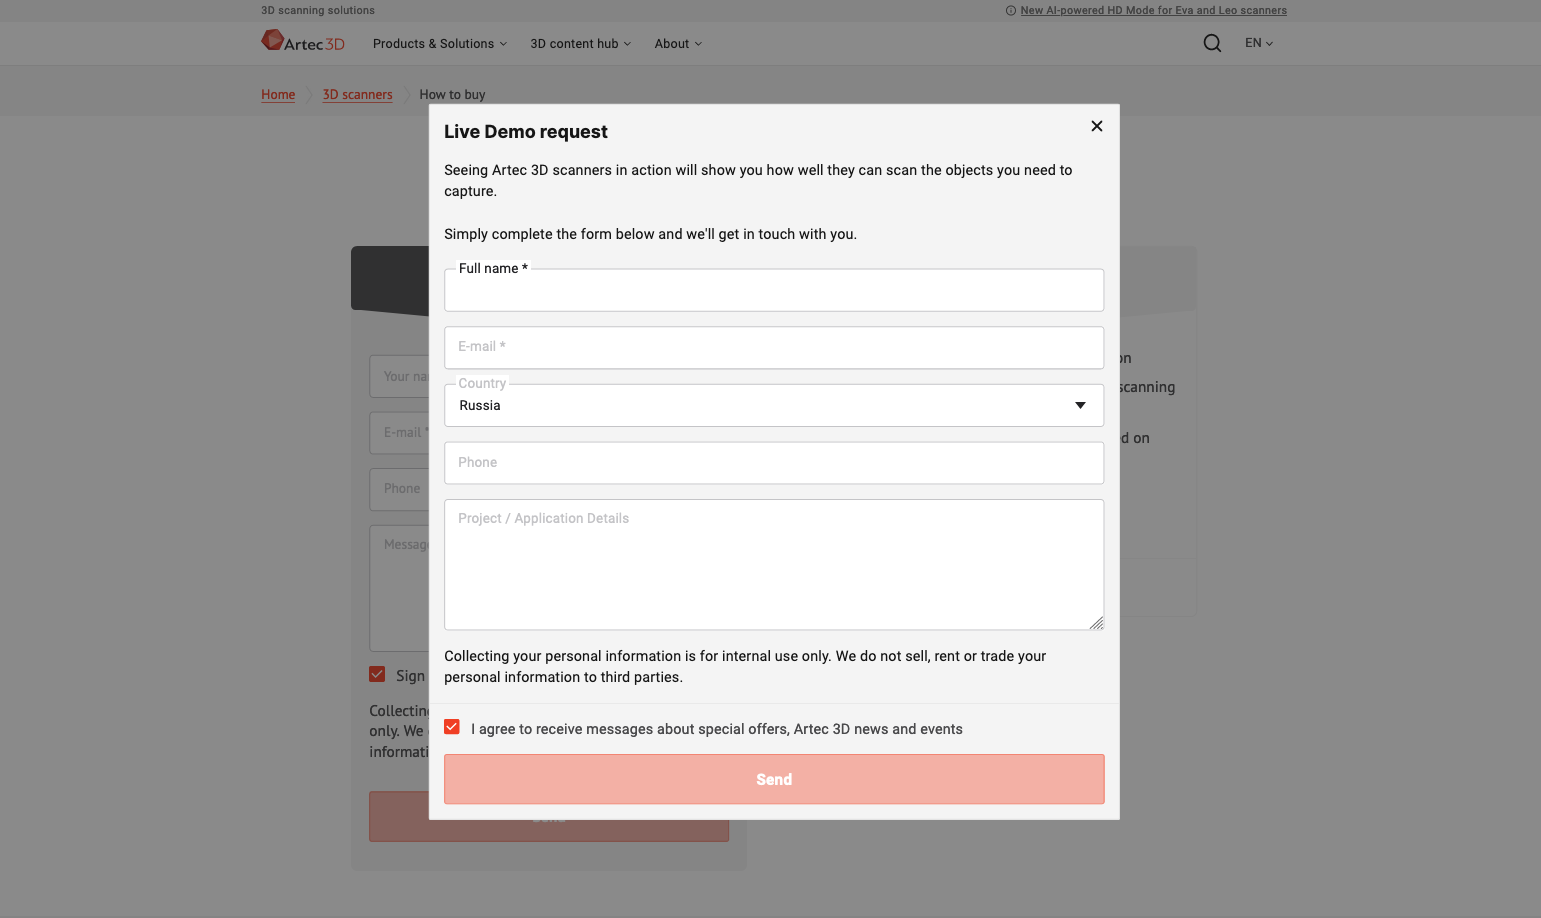 3D scanning solutions
New AI-powered HD Mode for Eva and Leo scanners
Artec 3D
Products & Solutions
3D content hub
About
EN
Home
3D scanners
How to buy
Live Demo request
Seeing Artec 3D scanners in action will show you how well they can scan the objects you need to
capture.
Simply complete the form below and we'll get in touch with you.
Full name *
E-mail *
Country
Russia
Phone
Project / Application Details
Collecting your personal information is for internal use only. We do not sell, rent or trade your
personal information to third parties.
I agree to receive messages about special offers, Artec 3D news and events
Send
Your
E-mail *
Phone
Sign
only. We
on
scanning
on